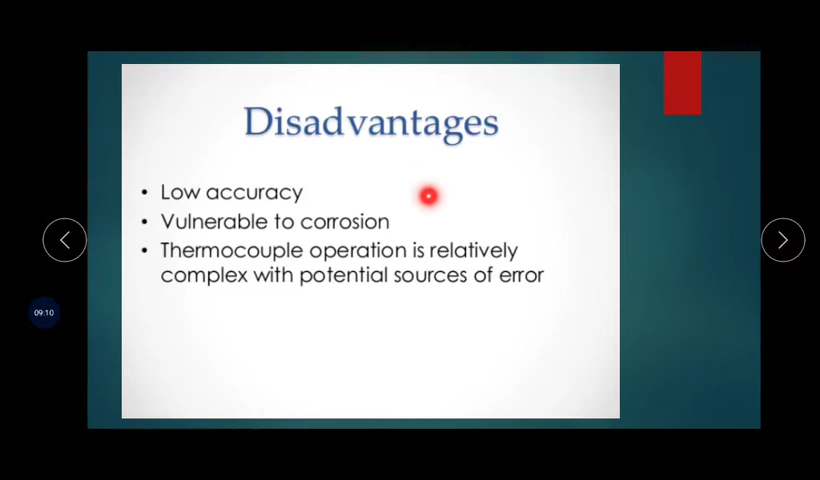 Disadvantages
• Low accuracy
• Vulnerable to corrosion
• Thermocouple operation is relatively
complex with potential sources of error
09:10